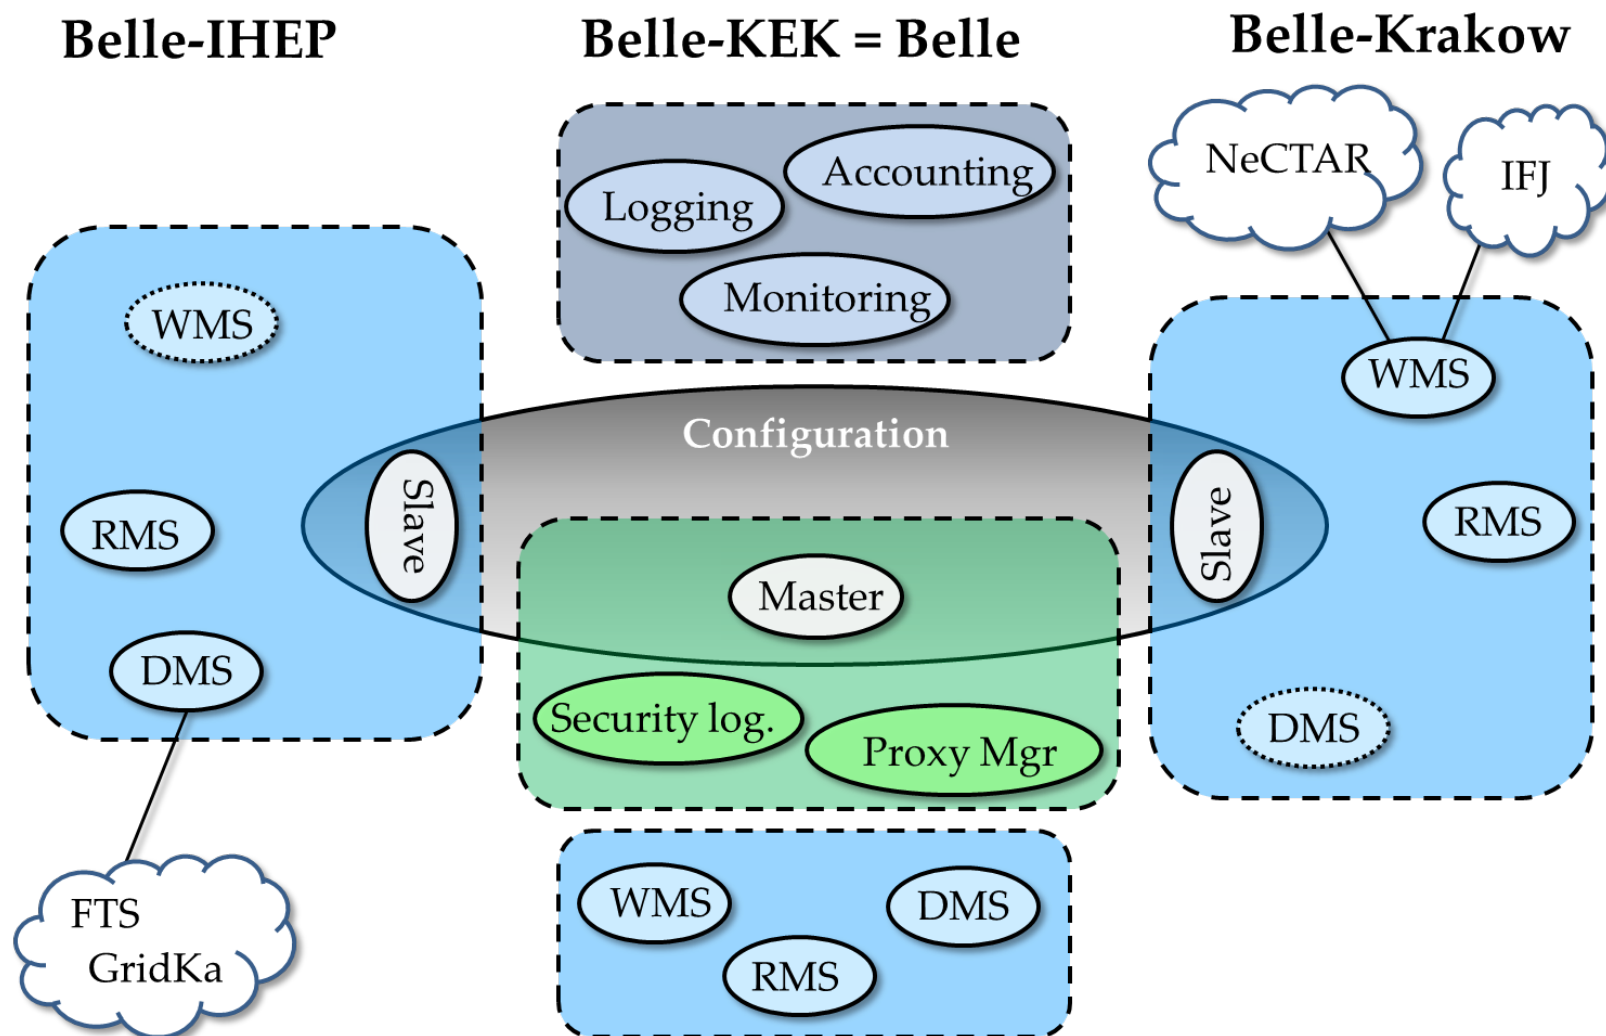 Belle-IHEP
Belle-KEK = Belle
Belle-Krakow
Logging
Accounting
Monitoring
NeCTAR
IFJ
WMS
WMS
Configuration
Slave
Slave
RMS
RMS
Master
DMS
Security log.
Proxy Mgr
DMS
FTS
GridKa
WMS
DMS
RMS